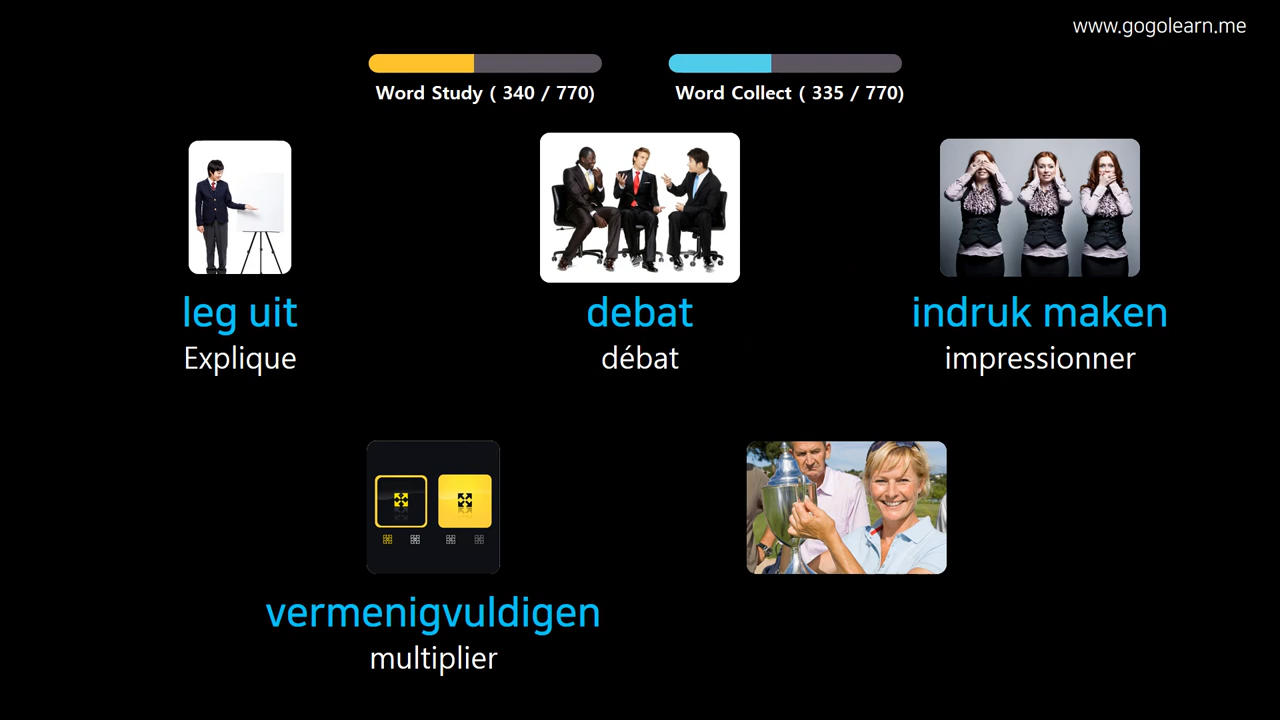 www.gogolearn.me
Word Study ( 340 / 770)
Word Collect ( 335 / 770)
leg uit
Explique
debat
débat
indruk maken
impressionner
vermenigvuldigen
multiplier